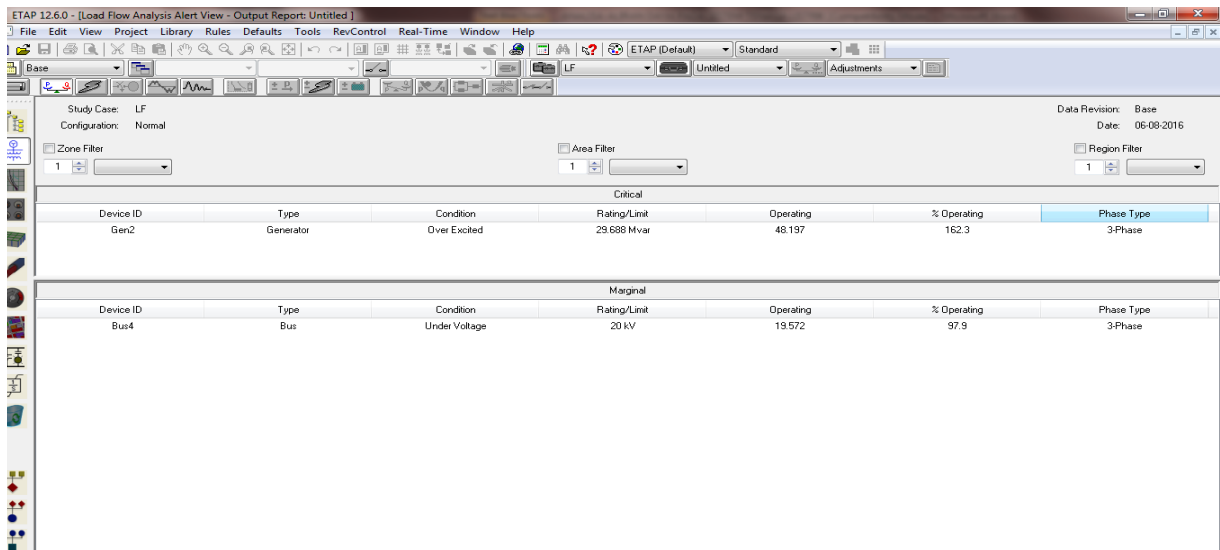 ETAP 12.6.0 - [Load Flow Analysis Alert View - Output Report: Untitled ]
File Edit View Project Library Rules Defaults Tools RevControl Real-Time Window Help
ETAP (Default) Standard
Base LF Untitled Adjustments
Study Case: LF Data Revision: Base
Configuration: Normal Date: 06-08-2016
Zone Filter Area Filter Region Filter
1 1 1
Critical
Device ID Type Condition Rating/Limit Operating % Operating Phase Type
Gen2 Generator Over Excited 29.688 Mvar 48.197 162.3 3-Phase
Marginal
Device ID Type Condition Rating/Limit Operating % Operating Phase Type
Bus4 Bus Under Voltage 20 kV 19.572 97.9 3-Phase